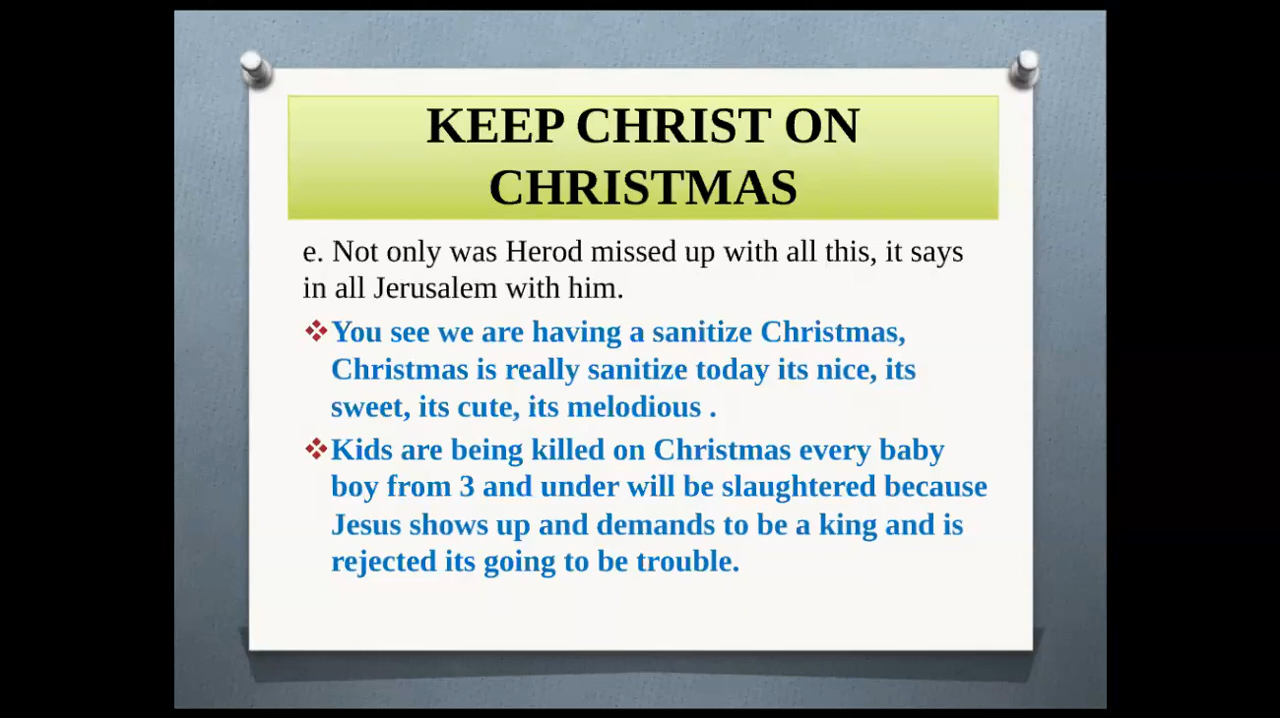 KEEP CHRIST ON
CHRISTMAS
e. Not only was Herod missed up with all this, it says
in all Jerusalem with him.
You see we are having a sanitize Christmas,
Christmas is really sanitize today its nice, its
sweet, its cute, its melodious .
Kids are being killed on Christmas every baby
boy from 3 and under will be slaughtered because
Jesus shows up and demands to be a king and is
rejected its going to be trouble.